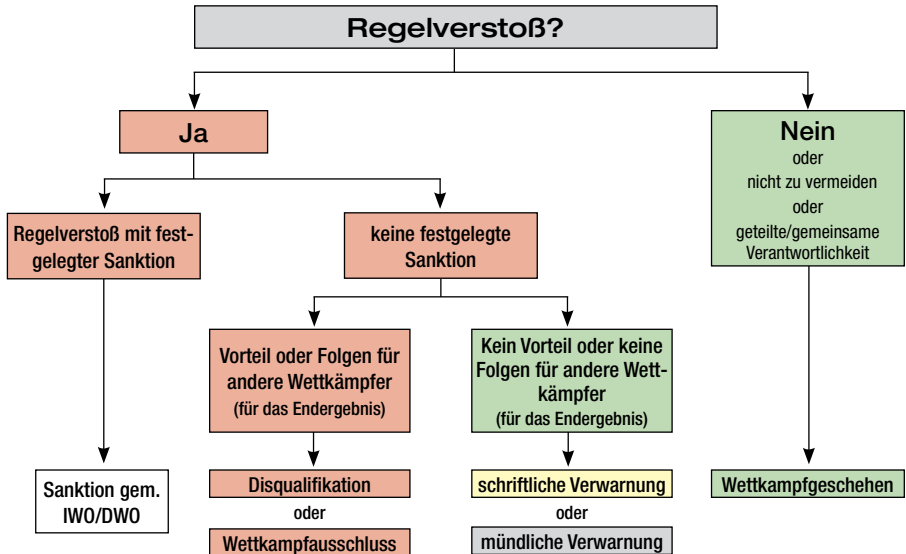 Regelverstoß?
Ja
Nein
oder
nicht zu vermeiden
oder
geteilte/gemeinsame
Verantwortlichkeit
Regelverstoß mit fest-
gelegter Sanktion
keine festgelegte
Sanktion
Vorteil oder Folgen für
andere Wettkämpfer
(für das Endergebnis)
Kein Vorteil oder keine
Folgen für andere Wett-
kämpfer
(für das Endergebnis)
Sanktion gem.
IWO/DWO
Disqualifikation
oder
Wettkampfausschluss
schriftliche Verwarnung
oder
mündliche Verwarnung
Wettkampfgeschehen